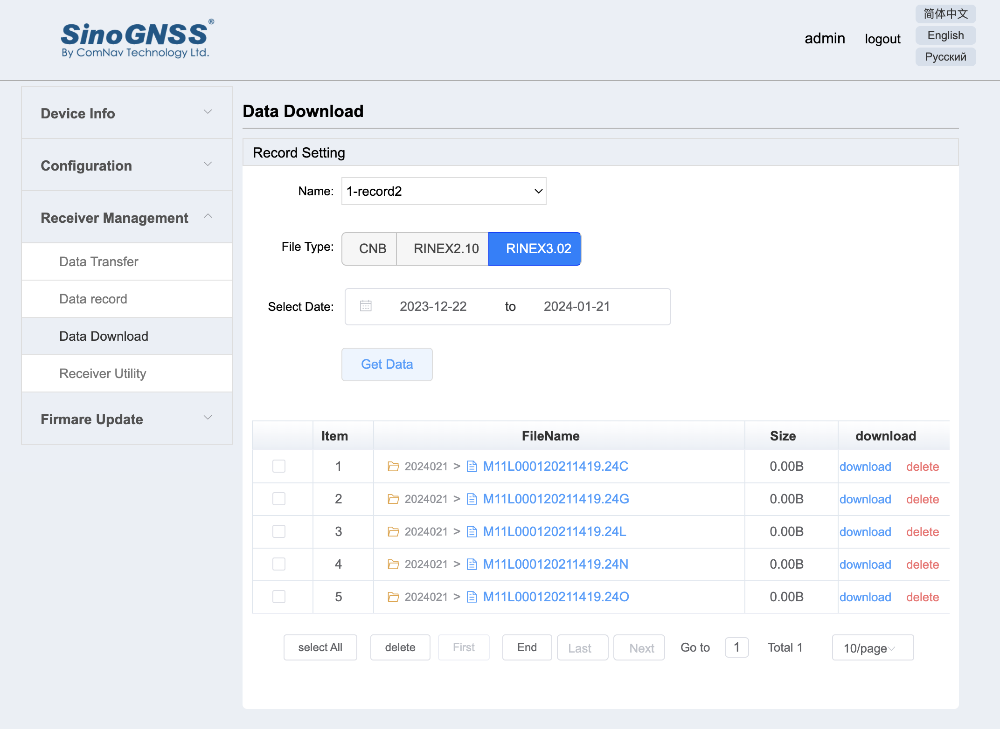 SinoGNSS®
By ComNav Technology Ltd.
admin
logout
简体中文
English
Русский
Device Info
Configuration
Receiver Management
Data Transfer
Data record
Data Download
Receiver Utility
Firmare Update
Data Download
Record Setting
Name: 1-record2
File Type: CNB RINEX2.10 RINEX3.02
Select Date: 2023-12-22 to 2024-01-21
Get Data
Item FileName Size download
1 2024021 > M11L000120211419.24C 0.00B download delete
2 2024021 > M11L000120211419.24G 0.00B download delete
3 2024021 > M11L000120211419.24L 0.00B download delete
4 2024021 > M11L000120211419.24N 0.00B download delete
5 2024021 > M11L000120211419.24O 0.00B download delete
select All delete First End Last Next Go to 1 Total 1 10/page